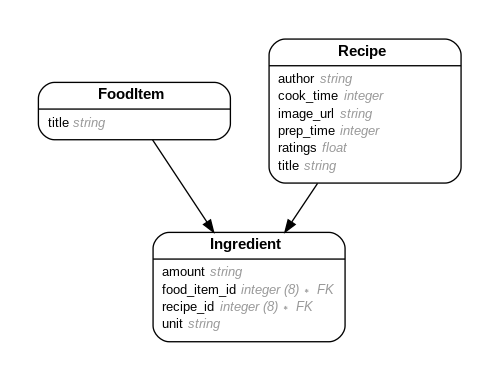 FoodItem
title string
Recipe
author string
cook_time integer
image_url string
prep_time integer
ratings float
title string
Ingredient
amount string
food_item_id integer (8) ∗ FK
recipe_id integer (8) ∗ FK
unit string